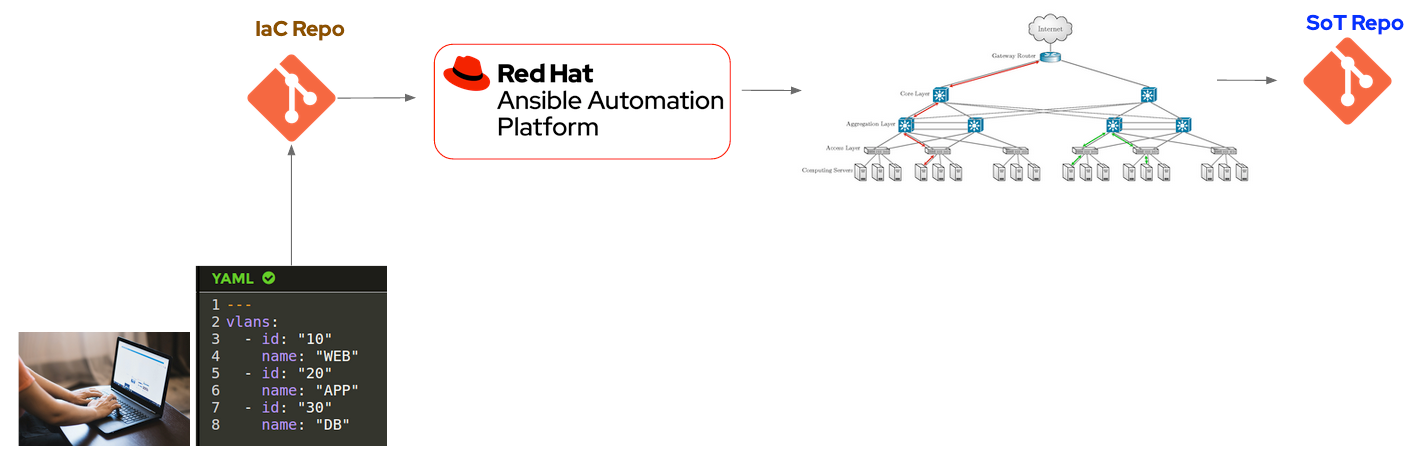 IaC Repo
SoT Repo
Red Hat
Ansible Automation
Platform
Internet
Gateway Router
Core Layer
Aggregation Layer
Access Layer
Computing Servers
YAML
1 ---
2 vlans:
3   - id: "10"
4     name: "WEB"
5   - id: "20"
6     name: "APP"
7   - id: "30"
8     name: "DB"